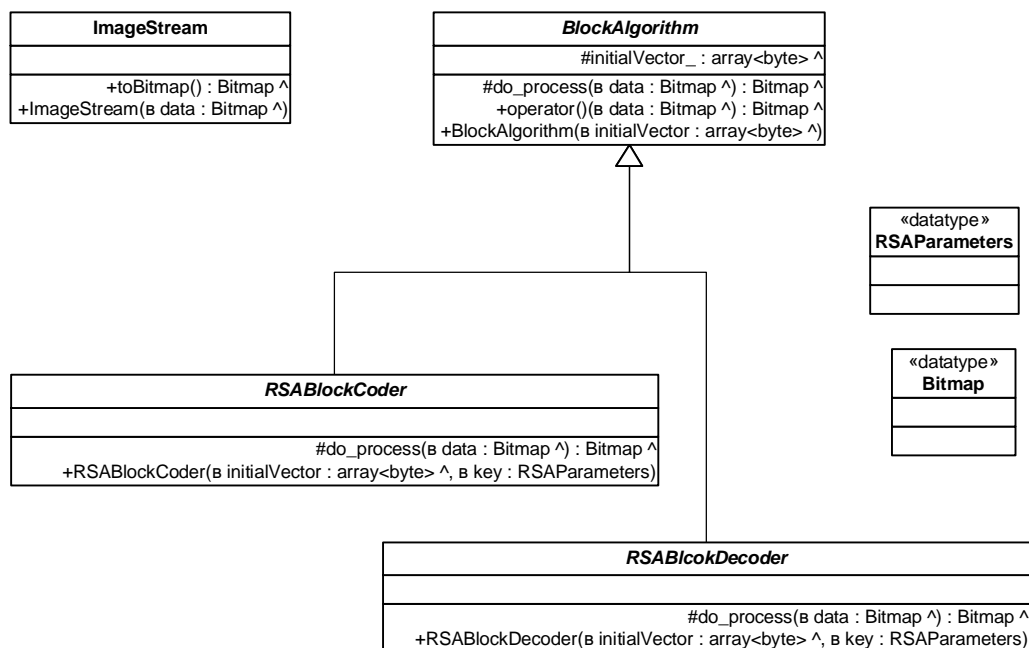 ImageStream
+toBitmap() : Bitmap ^
+ImageStream(в data : Bitmap ^)
BlockAlgorithm
#initialVector_ : array<byte> ^
#do_process(в data : Bitmap ^) : Bitmap ^
+operator()(в data : Bitmap ^) : Bitmap ^
+BlockAlgorithm(в initialVector : array<byte> ^)
«datatype»
RSAParameters
«datatype»
Bitmap
RSABlockCoder
#do_process(в data : Bitmap ^) : Bitmap ^
+RSABlockCoder(в initialVector : array<byte> ^, в key : RSAParameters)
RSABlcokDecoder
#do_process(в data : Bitmap ^) : Bitmap ^
+RSABlockDecoder(в initialVector : array<byte> ^, в key : RSAParameters)